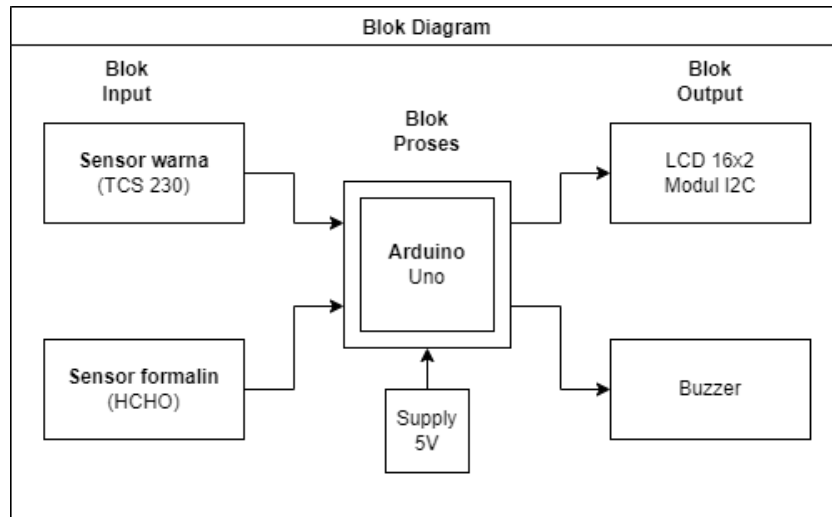 Blok Diagram
Blok
Input
Sensor warna
(TCS 230)
Sensor formalin
(HCHO)
Blok
Proses
Arduino
Uno
Supply
5V
Blok
Output
LCD 16x2
Modul I2C
Buzzer